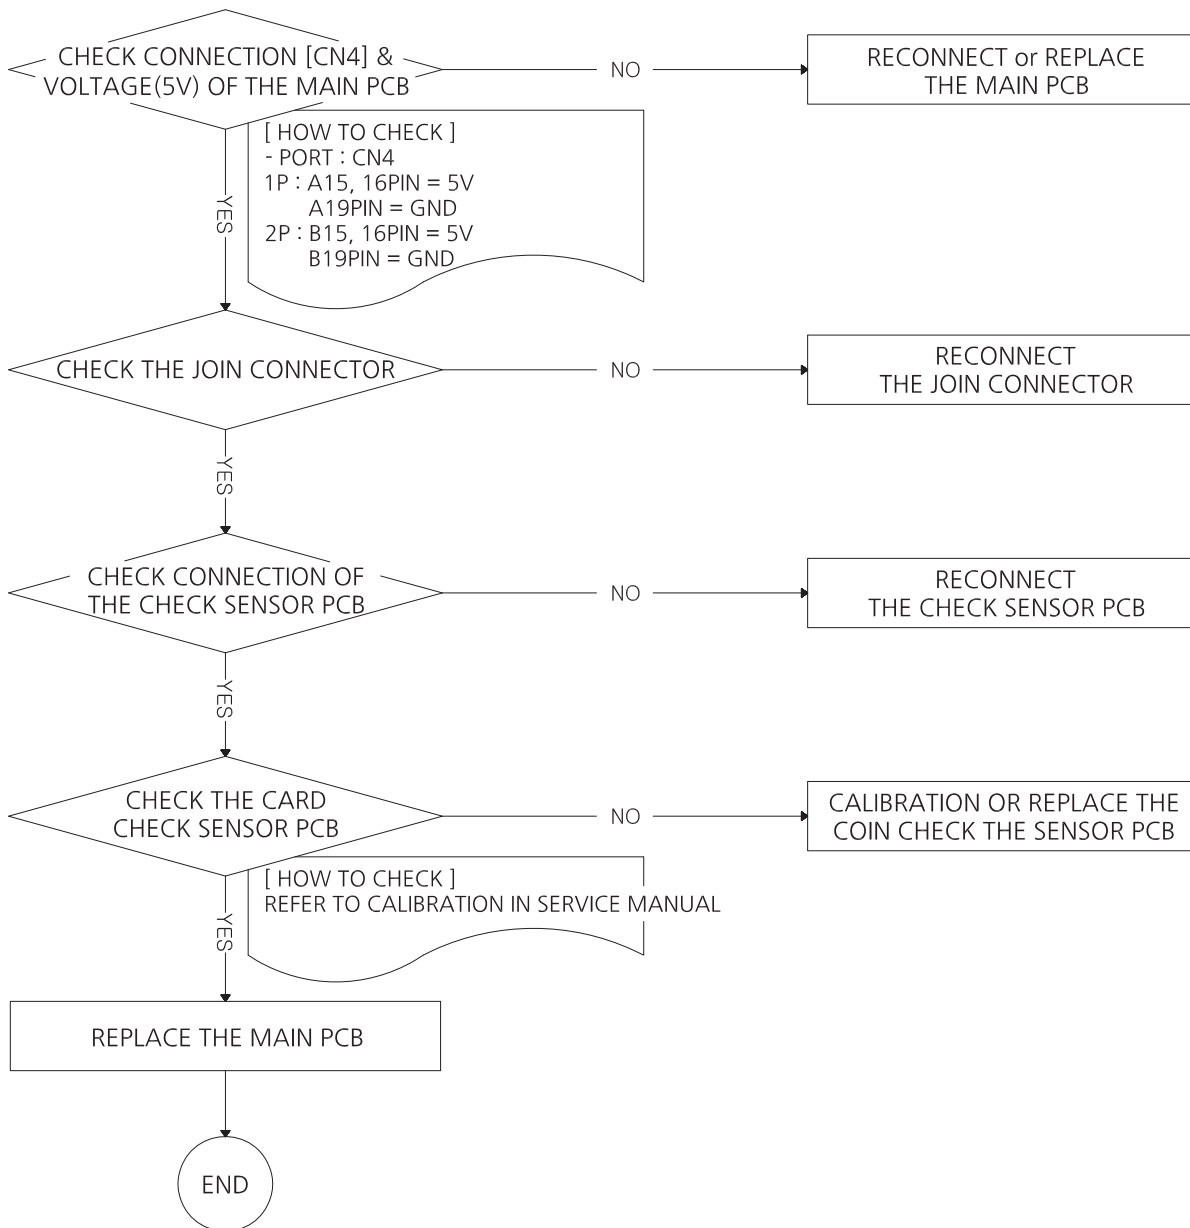 CHECK CONNECTION [CN4] &
VOLTAGE(5V) OF THE MAIN PCB
NO
RECONNECT or REPLACE
THE MAIN PCB
[ HOW TO CHECK ]
- PORT : CN4
1P : A15, 16PIN = 5V
A19PIN = GND
2P : B15, 16PIN = 5V
B19PIN = GND
YES
CHECK THE JOIN CONNECTOR
NO
RECONNECT
THE JOIN CONNECTOR
YES
CHECK CONNECTION OF
THE CHECK SENSOR PCB
NO
RECONNECT
THE CHECK SENSOR PCB
YES
CHECK THE CARD
CHECK SENSOR PCB
NO
CALIBRATION OR REPLACE THE
COIN CHECK THE SENSOR PCB
[ HOW TO CHECK ]
REFER TO CALIBRATION IN SERVICE MANUAL
YES
REPLACE THE MAIN PCB
END